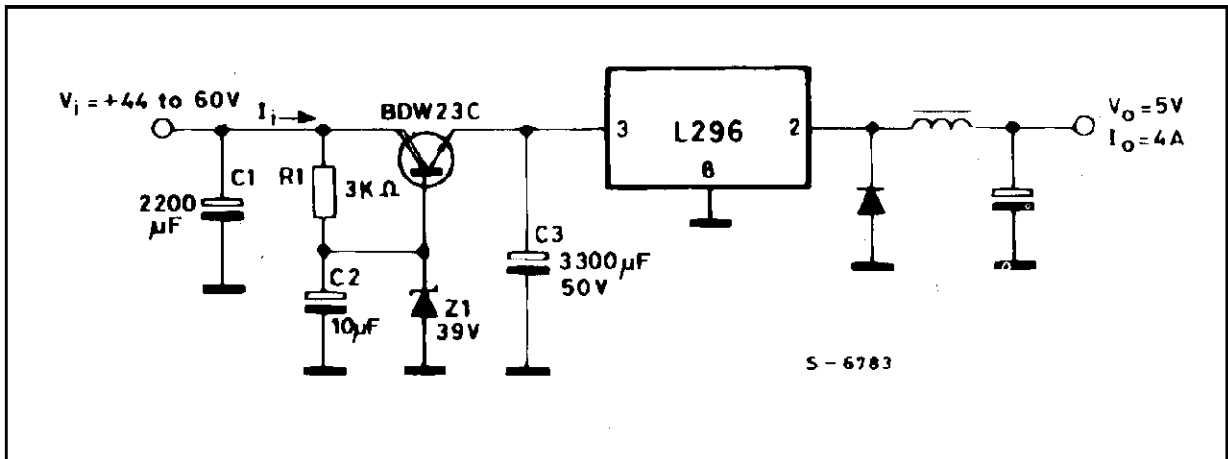 Vi = +44 to 60V
Ii
BDW23C
R1
3KΩ
C1
2200
μF
C2
10μF
Z1
39V
C3
3300μF
50V
3
L296
2
8
Vo = 5V
Io = 4A
S - 6783